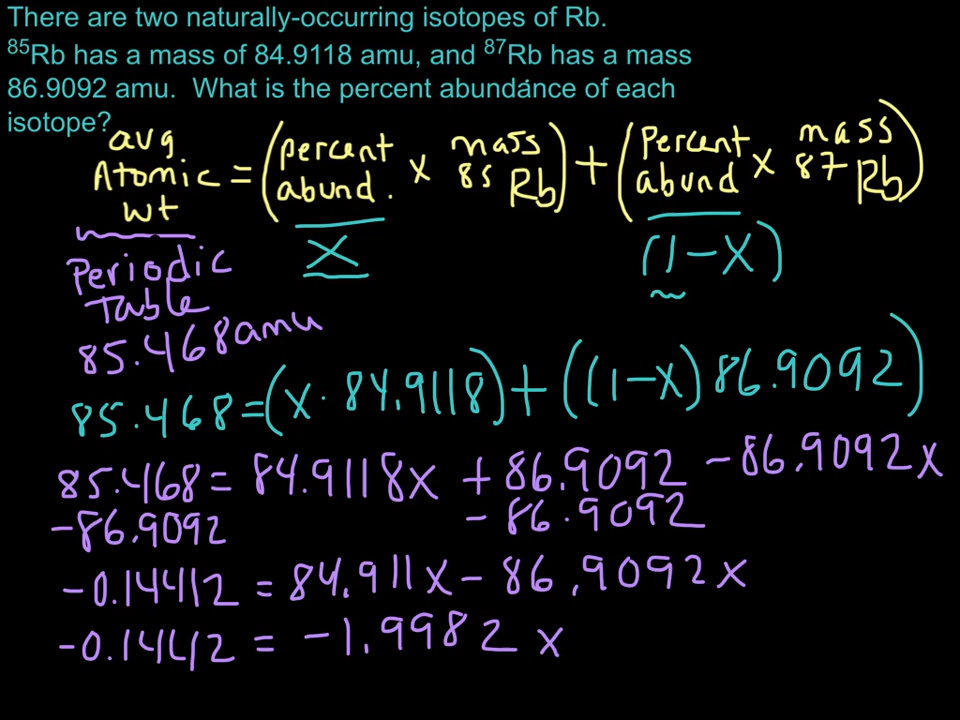 There are two naturally-occurring isotopes of Rb.
⁸⁵Rb has a mass of 84.9118 amu, and ⁸⁷Rb has a mass
86.9092 amu. What is the percent abundance of each
isotope?
avg Atomic wt = (percent abund. x mass 85 Rb) + (Percent abund x mass 87 Rb)
Periodic Table
X
(1-X)
85.468amu
85.468=(x·84.9118)+((1-x)86.9092)
85.468=84.9118x +86.9092 -86.9092x
-86.9092 -86.9092
-0.14412 = 84.911x-86.9092x
-0.14412 = -1.9982x